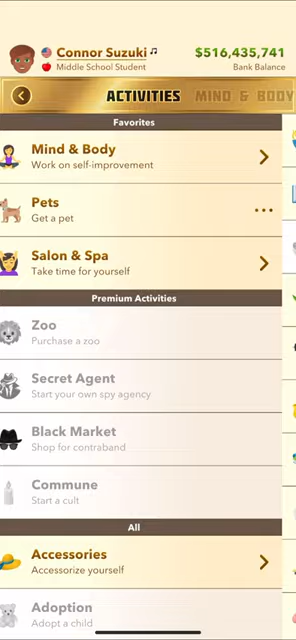 Connor Suzuki
$516,435,741
Middle School Student
Bank Balance
ACTIVITIES
MIND & BODY
Favorites
Mind & Body
Work on self-improvement
Pets
Get a pet
Salon & Spa
Take time for yourself
Premium Activities
Zoo
Purchase a zoo
Secret Agent
Start your own spy agency
Black Market
Shop for contraband
Commune
Start a cult
All
Accessories
Accessorize yourself
Adoption
Adopt a child